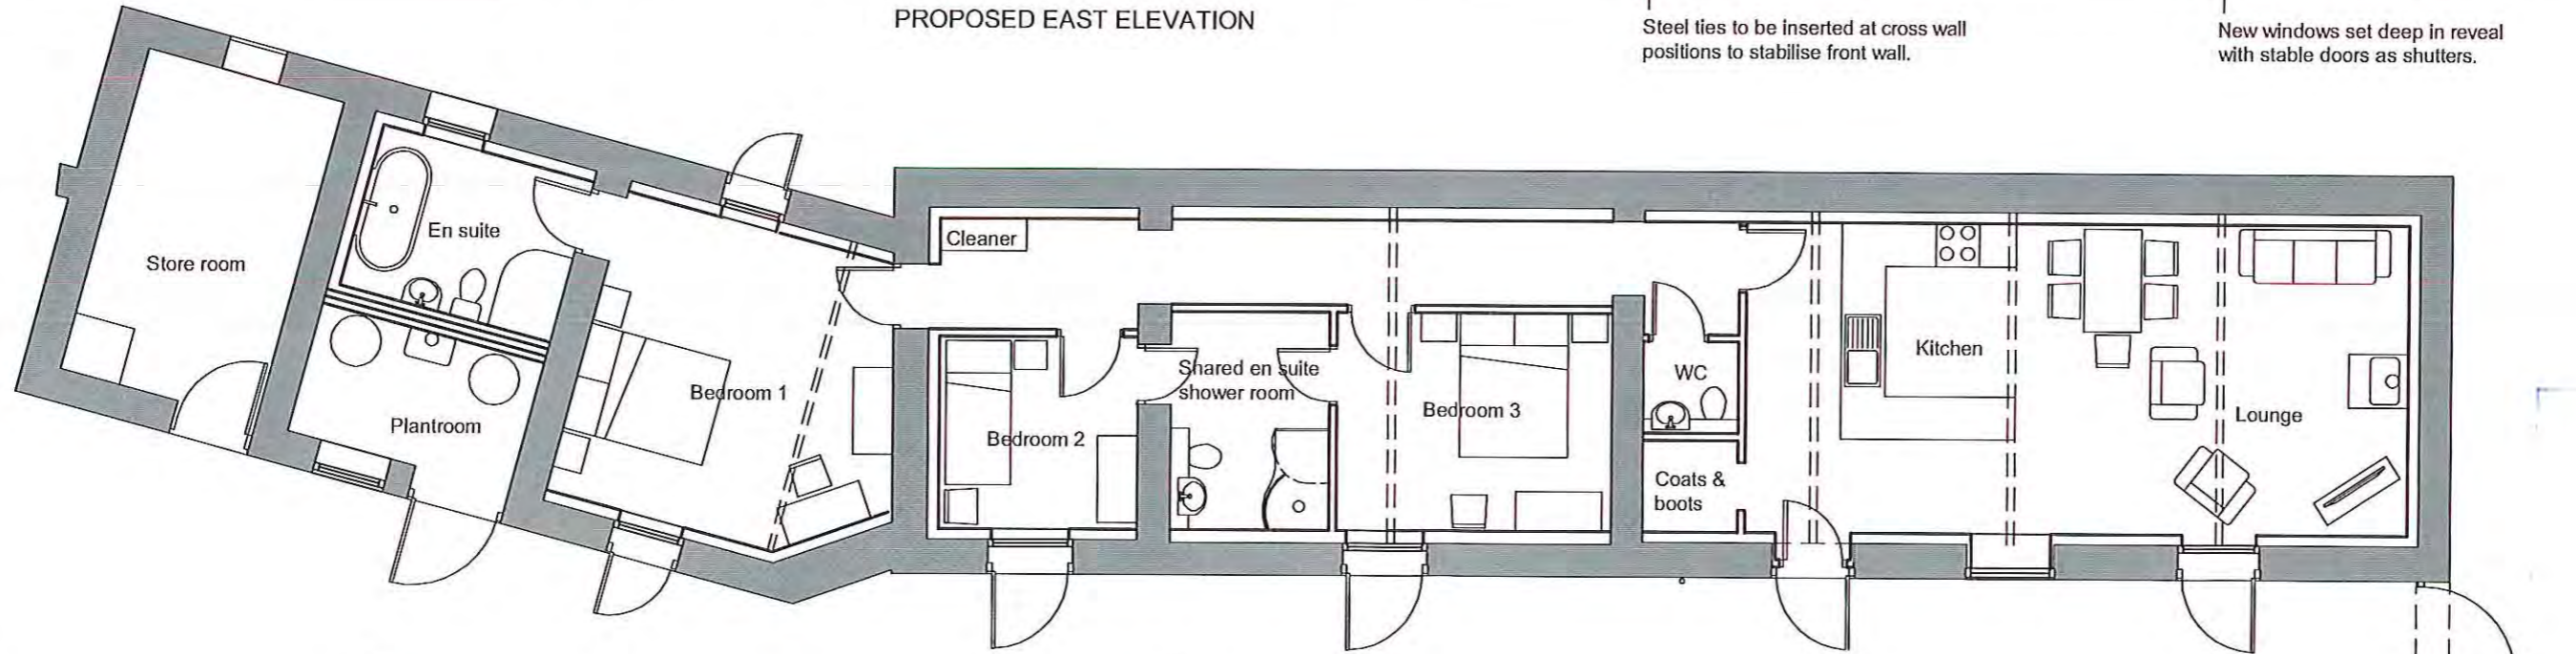 PROPOSED EAST ELEVATION
Steel ties to be inserted at cross wall
positions to stabilise front wall.
New windows set deep in reveal
with stable doors as shutters.
Store room
En suite
Plantroom
Bedroom 1
Cleaner
Bedroom 2
Shared en suite
shower room
Bedroom 3
WC
Coats &
boots
Kitchen
Lounge